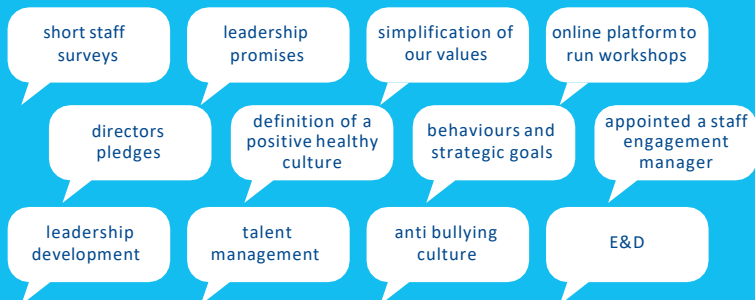 short staff
surveys
leadership
promises
simplification of
our values
online platform to
run workshops
directors
pledges
definition of a
positive healthy
culture
behaviours and
strategic goals
appointed a staff
engagement
manager
leadership
development
talent
management
anti bullying
culture
E&D